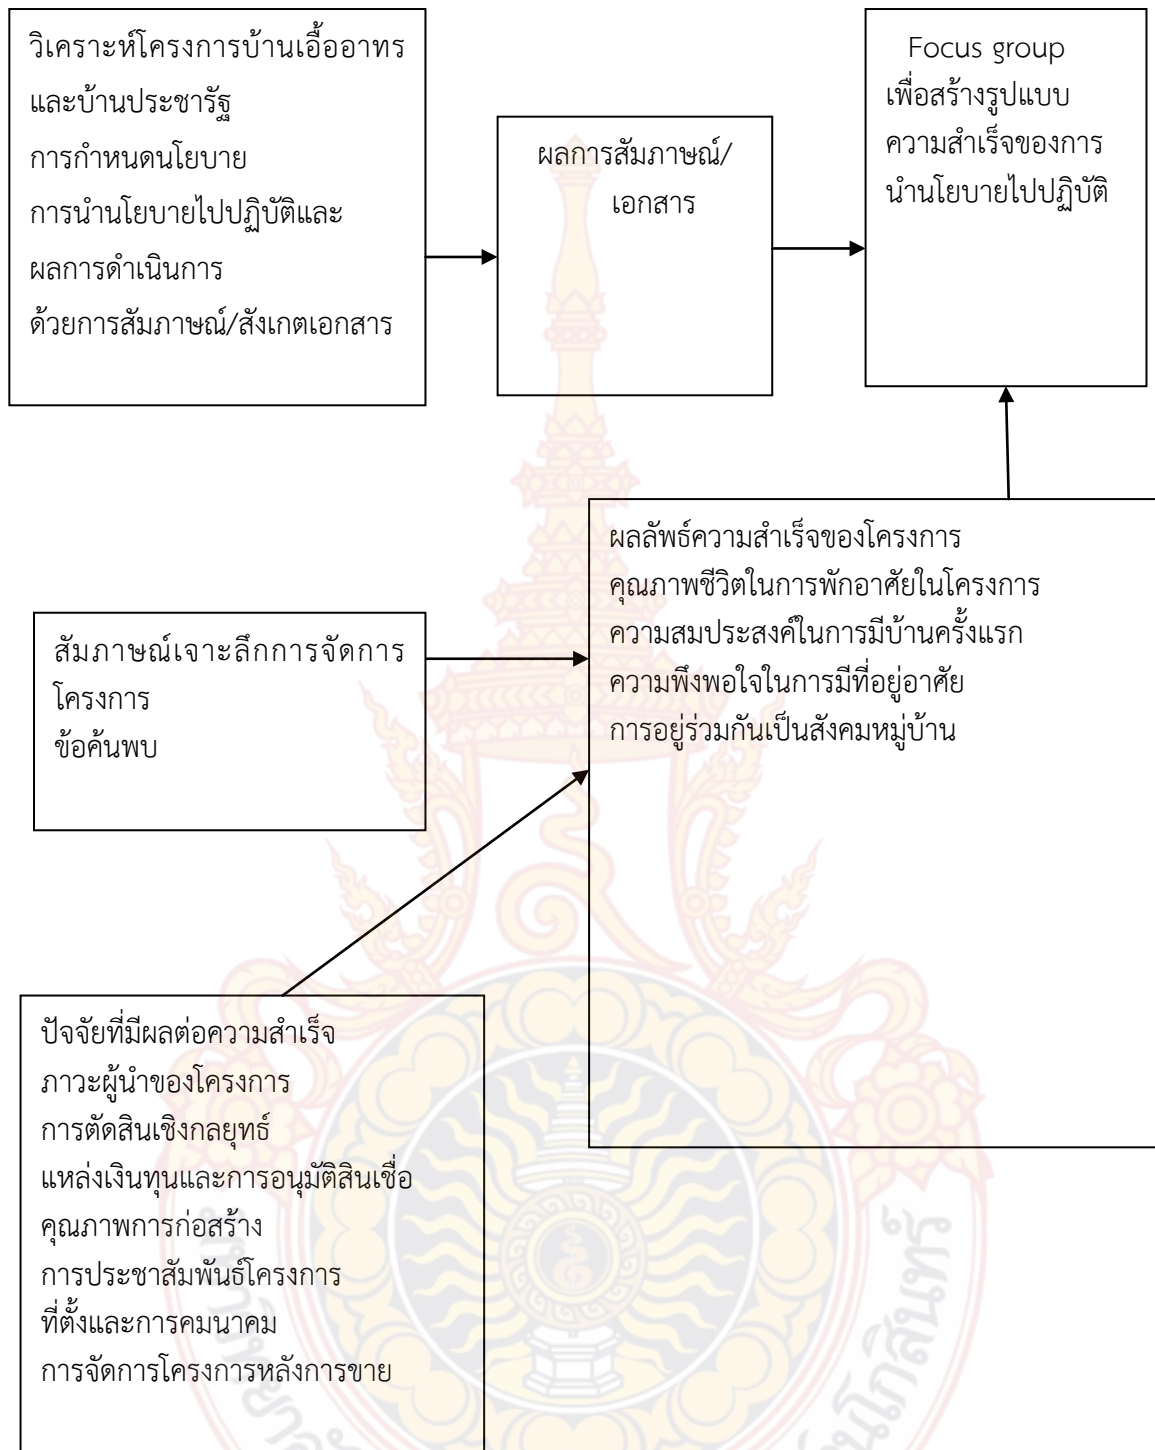 วิเคราะห์โครงการบ้านเอื้ออาทร
และบ้านประชารัฐ
การกำหนดนโยบาย
การนำนโยบายไปปฏิบัติและ
ผลการดำเนินการ
ด้วยการสัมภาษณ์/สังเกตเอกสาร
ผลการสัมภาษณ์/
เอกสาร
Focus group
เพื่อสร้างรูปแบบ
ความสำเร็จของการ
นำนโยบายไปปฏิบัติ
สัมภาษณ์เจาะลึกการจัดการ
โครงการ
ข้อค้นพบ
ผลลัพธ์ความสำเร็จของโครงการ
คุณภาพชีวิตในการพักอาศัยในโครงการ
ความสมประสงค์ในการมีบ้านครั้งแรก
ความพึงพอใจในการมีที่อยู่อาศัย
การอยู่ร่วมกันเป็นสังคมหมู่บ้าน
ปัจจัยที่มีผลต่อความสำเร็จ
ภาวะผู้นำของโครงการ
การตัดสินเชิงกลยุทธ์
แหล่งเงินทุนและการอนุมัติสินเชื่อ
คุณภาพการก่อสร้าง
การประชาสัมพันธ์โครงการ
ที่ตั้งและการคมนาคม
การจัดการโครงการหลังการขาย